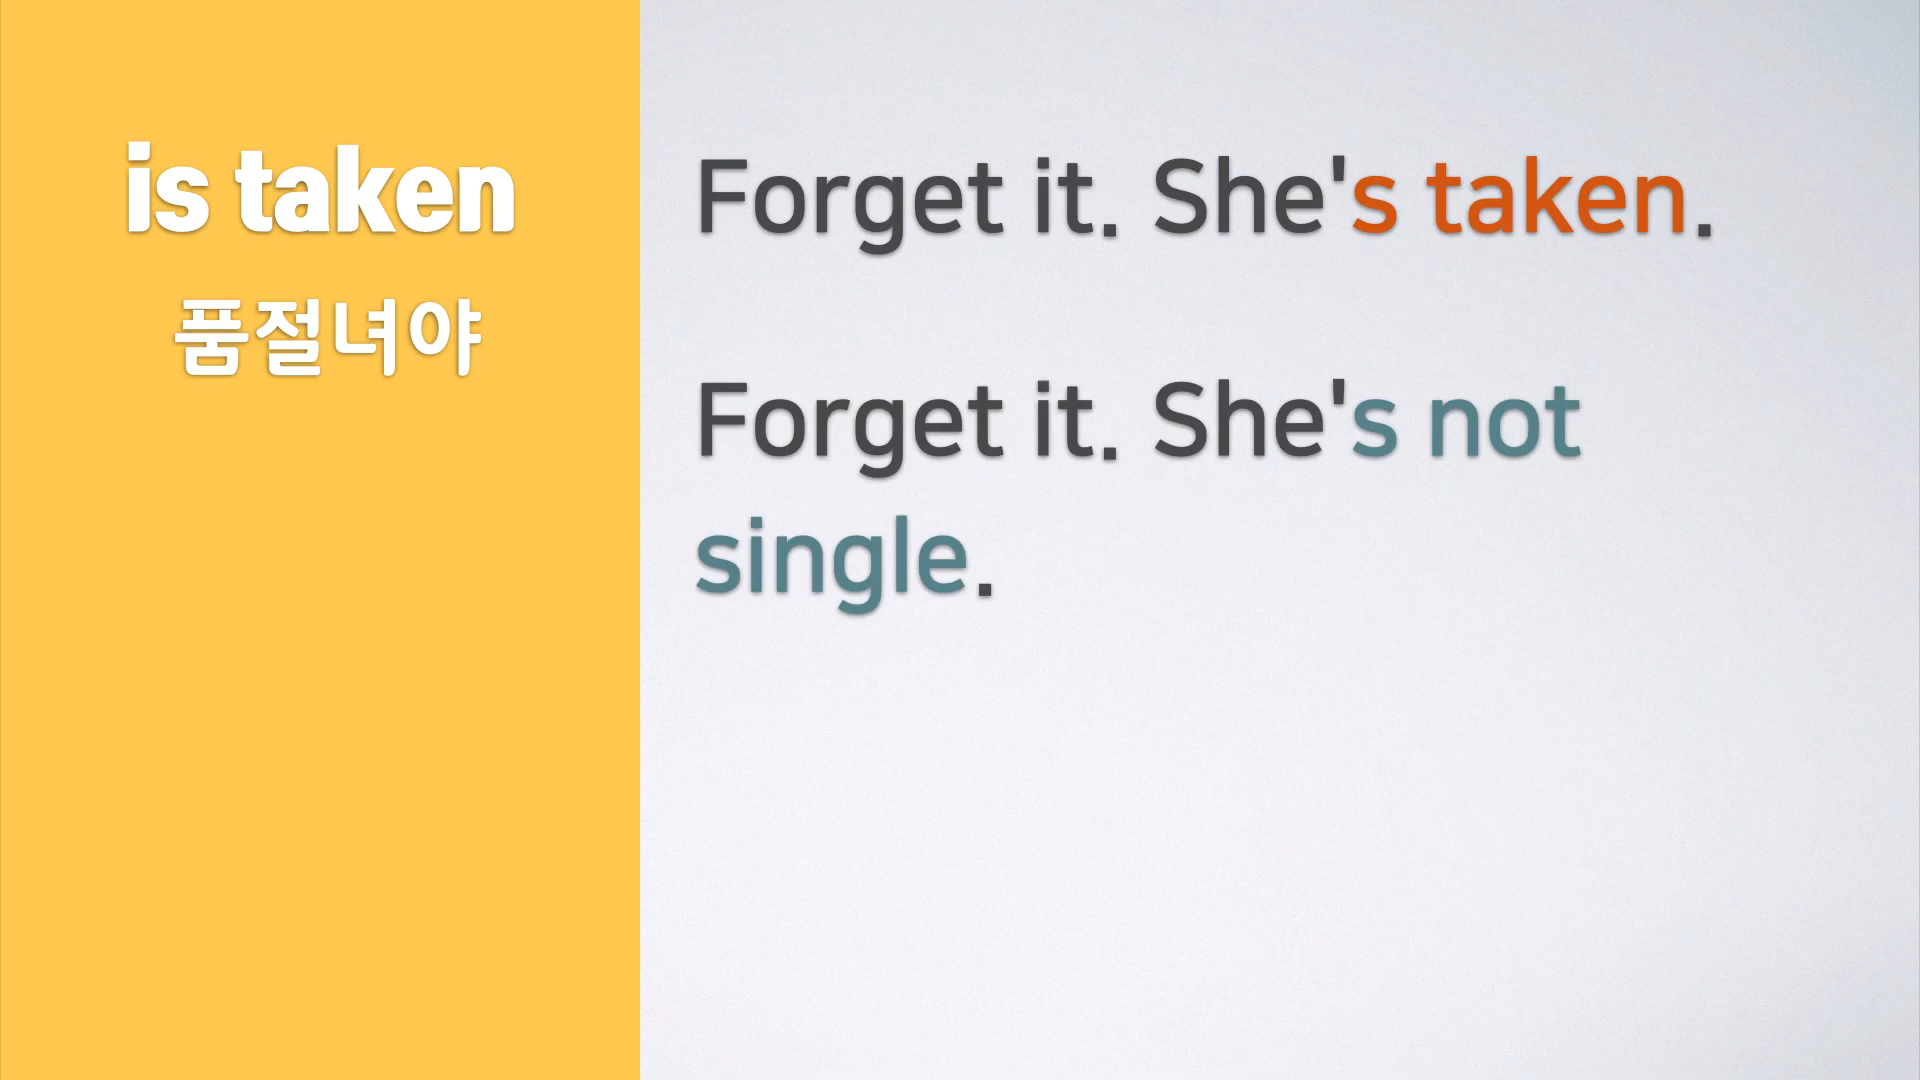 is taken
품절녀야
Forget it. She's taken.
Forget it. She's not
single.